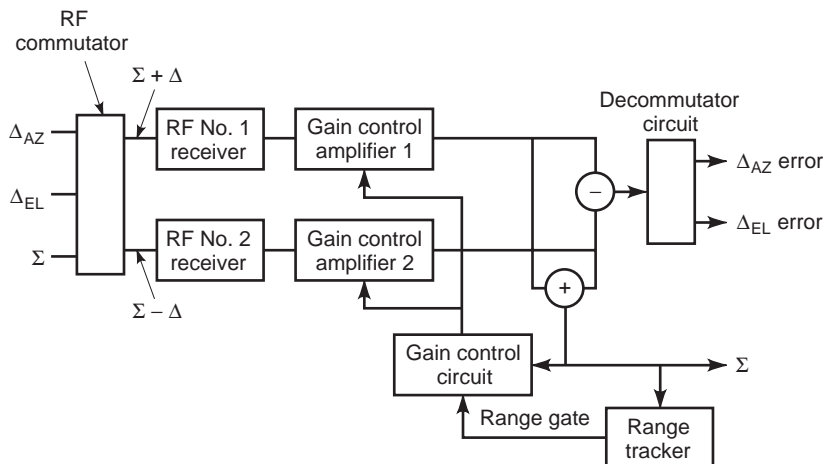 RF
commutator
Σ + Δ
Decommutator
circuit
Δ_AZ
RF No. 1
receiver
Gain control
amplifier 1
Δ_AZ error
−
Δ_EL
Δ_EL error
RF No. 2
receiver
Gain control
amplifier 2
Σ
+
Σ − Δ
Gain control
circuit
Σ
Range gate
Range
tracker